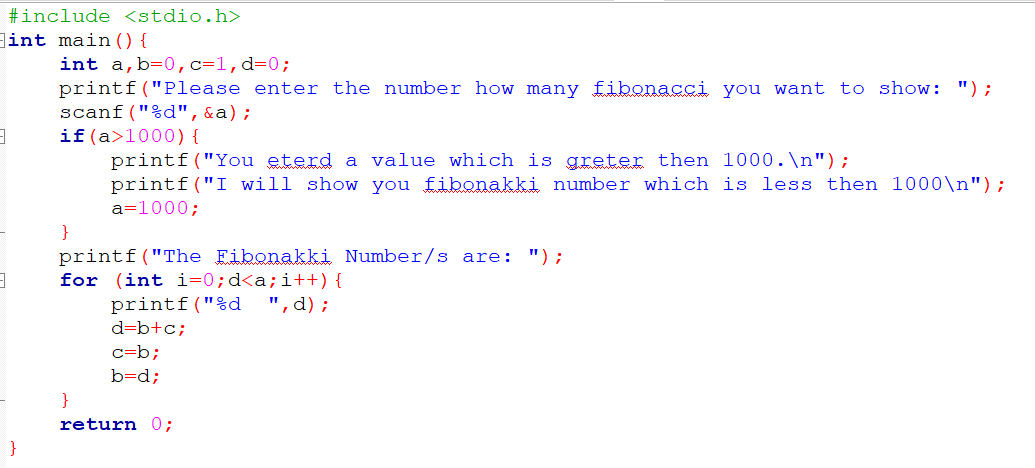 #include <stdio.h>
int main(){
    int a,b=0,c=1,d=0;
    printf("Please enter the number how many fibonacci you want to show: ");
    scanf("%d",&a);
    if(a>1000){
        printf("You eterd a value which is greter then 1000.\n");
        printf("I will show you fibonakki number which is less then 1000\n");
        a=1000;
    }
    printf("The Fibonakki Number/s are: ");
    for (int i=0;d<a;i++){
        printf("%d  ",d);
        d=b+c;
        c=b;
        b=d;
    }
    return 0;
}